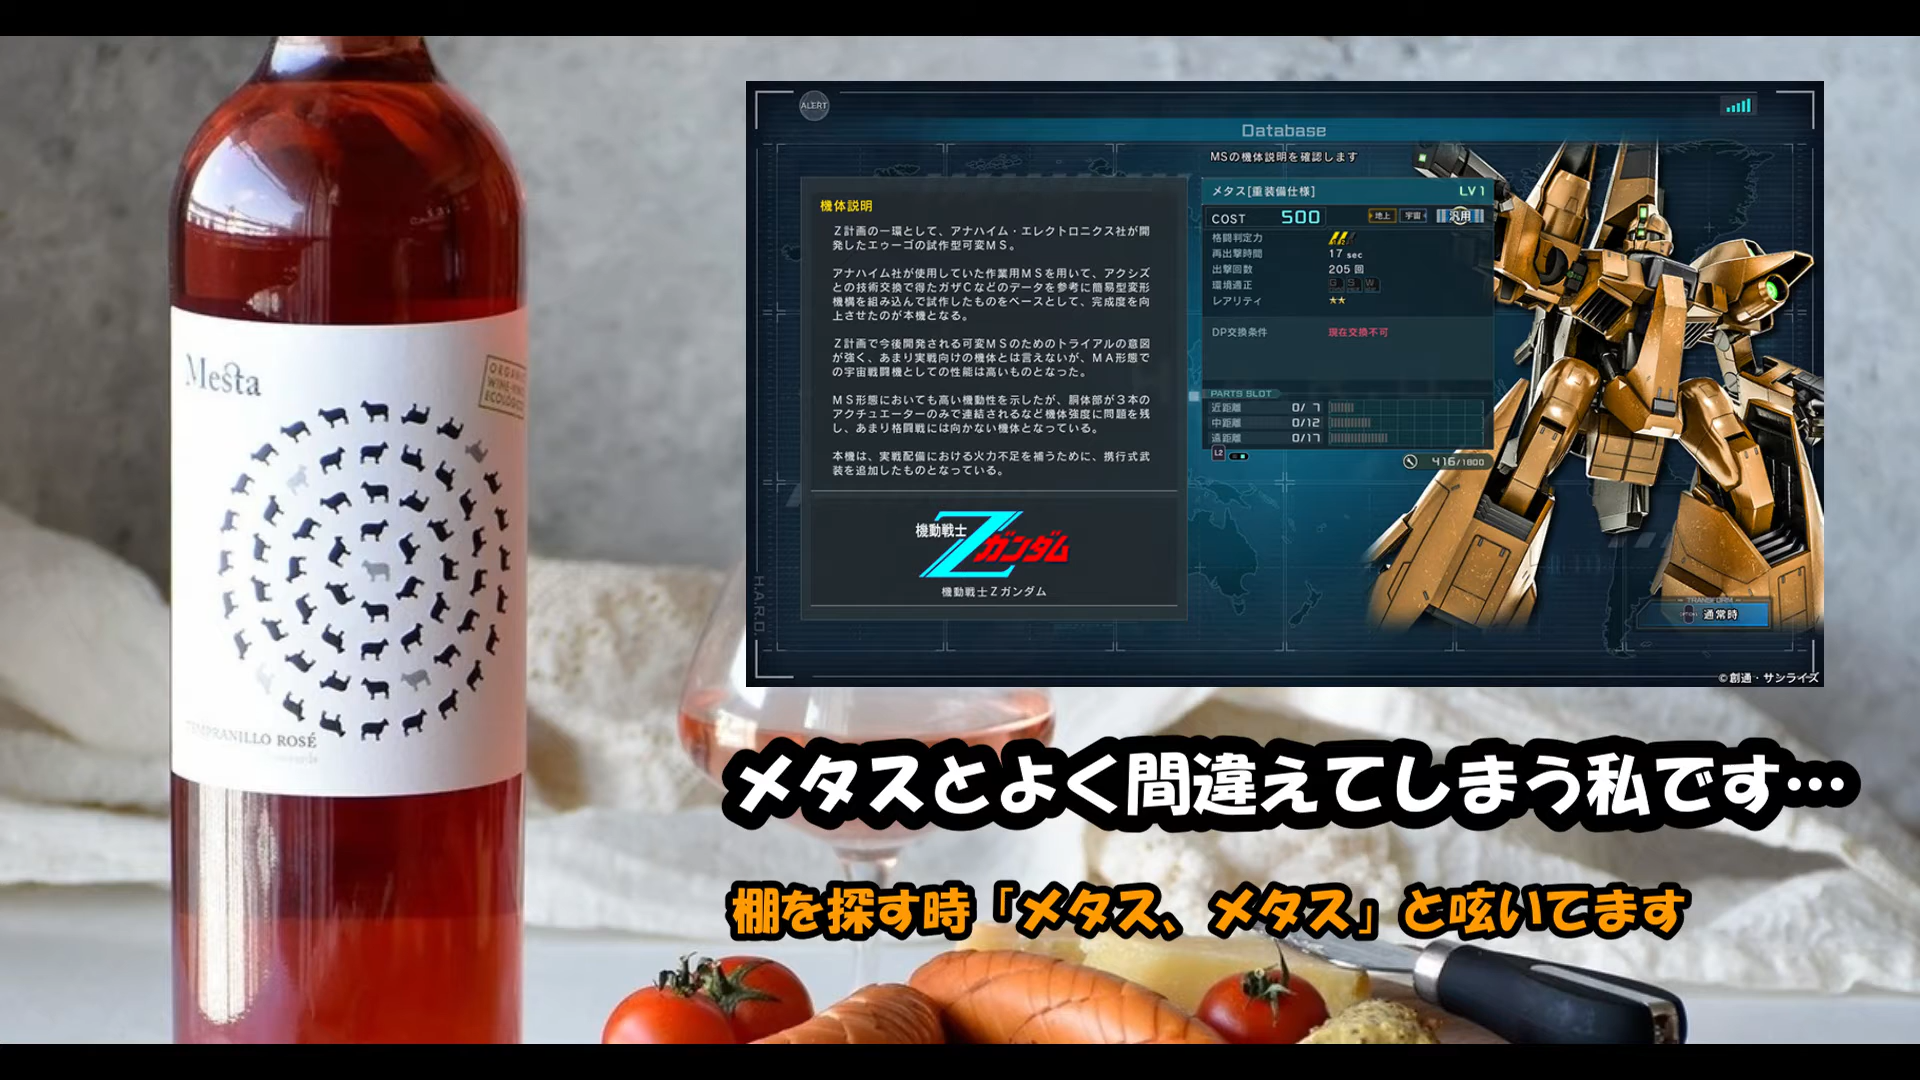 Mesta
ORGANIC
WINE-VINO
ECOLÓGICO
TEMPRANILLO ROSÉ
ALERT
Database
MSの機体説明を確認します
機体説明
Z計画の一環として、アナハイム・エレクトロニクス社が開
発したエゥーゴの試作型可変MS。
アナハイム社が使用していた作業用MSを用いて、アクシズ
との技術交換で得たガザCなどのデータを参考に簡易型変形
機構を組み込んで試作したものをベースとして、完成度を向
上させたのが本機となる。
Z計画で今後開発される可変MSのためのトライアルの意図
が強く、あまり実戦向けの機体とは言えないが、MA形態で
の宇宙戦闘機としての性能は高いものとなった。
MS形態においても高い機動性を示したが、胴体部が3本の
アクチュエーターのみで連結されるなど機体強度に問題を残
し、あまり格闘戦には向かない機体となっている。
本機は、実戦配備における火力不足を補うために、携行式武
装を追加したものとなっている。
機動戦士Zガンダム
機動戦士Zガンダム
メタス[重装備仕様] LV1
COST 500 地上 宇宙 汎用
格闘判定力
再出撃時間 17 sec
出撃回数 205 回
環境適正 G S W
レアリティ ★★
DP交換条件 現在交換不可
PARTS SLOT
近距離 0/ 7
中距離 0/12
遠距離 0/17
L2
416/1800
TRANSFORM
通常時
H.A.R.O.
©創通・サンライズ
メタスとよく間違えてしまう私です…
棚を探す時「メタス、メタス」と呟いてます